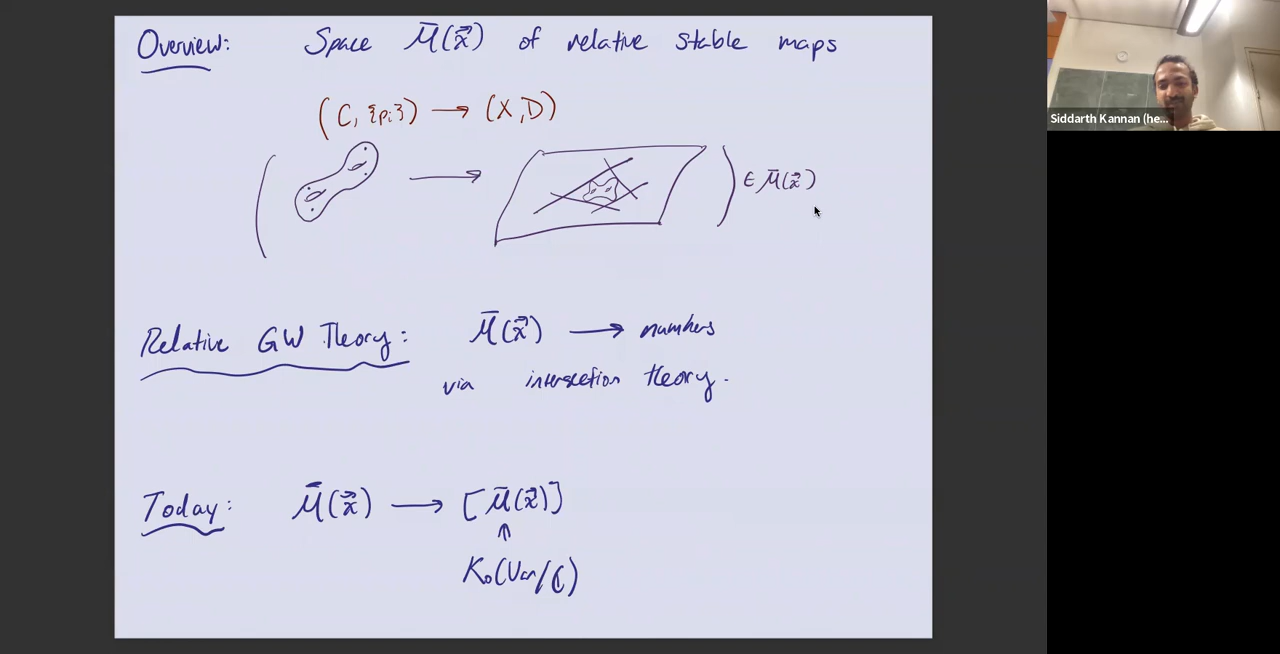 Overview: Space M̄(x⃗) of relative stable maps
(C, {pᵢ}) → (X, D)
( → ) ∈ M̄(x⃗)
Siddarth Kannan (he...
Relative GW Theory: M̄(x⃗) → numbers
via intersection theory.
Today: M̄(x⃗) → [M̄(x⃗)]
K₀(Var/ℂ)